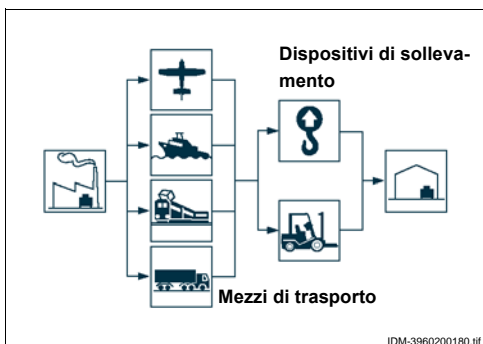 Dispositivi di solleva-
mento
Mezzi di trasporto
IDM-3960200180.tif